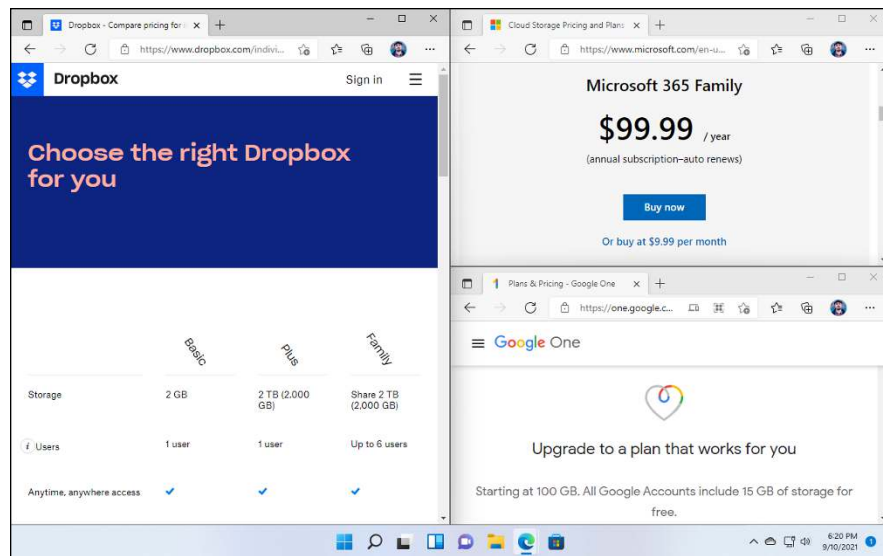 Dropbox - Compare pricing for i
https://www.dropbox.com/indivi...
Dropbox
Sign in
Choose the right Dropbox
for you
Basic
Plus
Family
Storage
2 GB
2 TB (2,000
GB)
Share 2 TB
(2,000 GB)
i Users
1 user
1 user
Up to 6 users
Anytime, anywhere access
Cloud Storage Pricing and Plans
https://www.microsoft.com/en-u...
Microsoft 365 Family
$99.99 / year
(annual subscription–auto renews)
Buy now
Or buy at $9.99 per month
Plans & Pricing - Google One
https://one.google.c...
Google One
Upgrade to a plan that works for you
Starting at 100 GB. All Google Accounts include 15 GB of storage for
free.
6:20 PM
9/10/2021
1